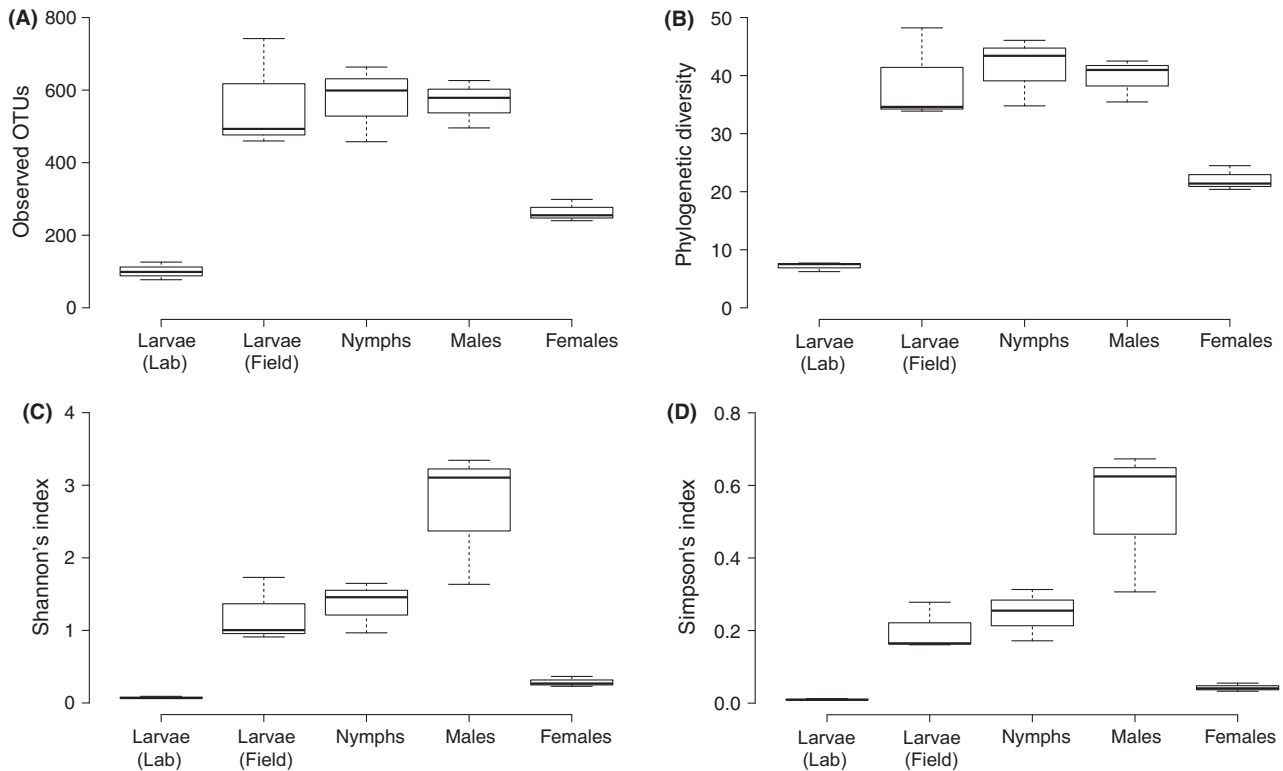 (A)
Observed OTUs
800
600
400
200
0
Larvae
(Lab)
Larvae
(Field)
Nymphs
Males
Females
(B)
Phylogenetic diversity
50
40
30
20
10
0
Larvae
(Lab)
Larvae
(Field)
Nymphs
Males
Females
(C)
Shannon's index
4
3
2
1
0
Larvae
(Lab)
Larvae
(Field)
Nymphs
Males
Females
(D)
Simpson's index
0.8
0.6
0.4
0.2
0.0
Larvae
(Lab)
Larvae
(Field)
Nymphs
Males
Females